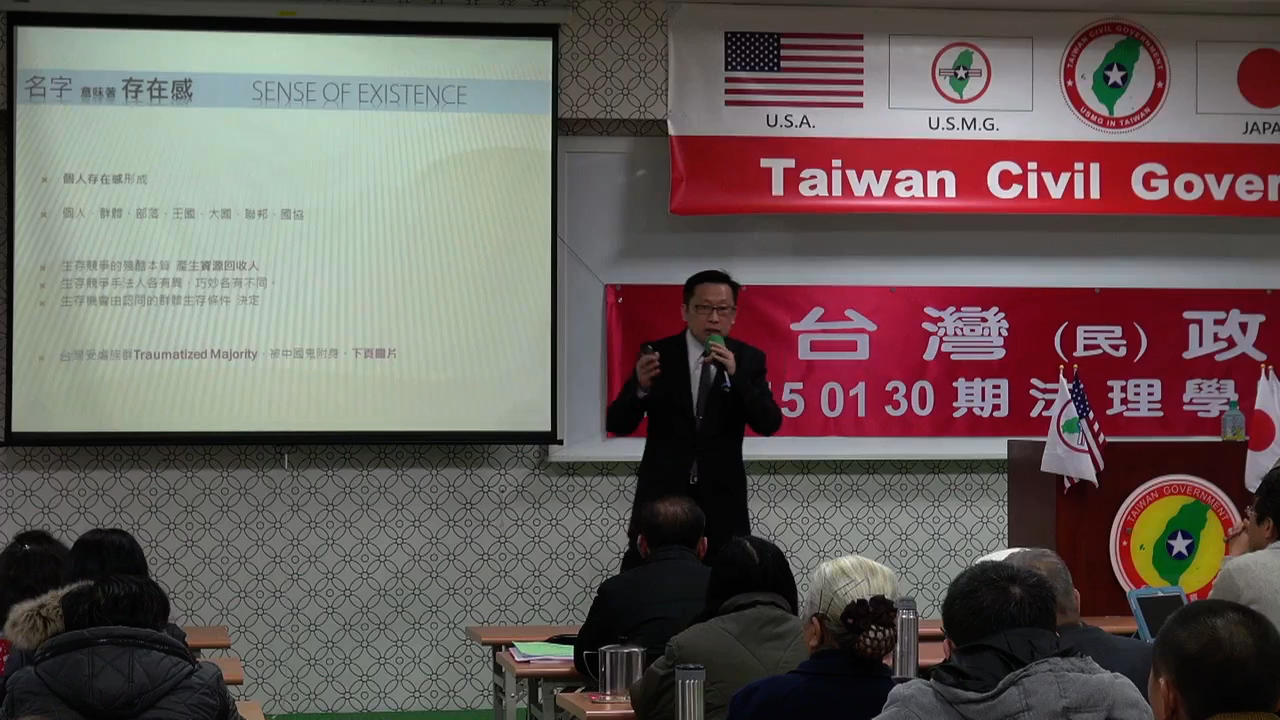 名字 意味著 存在感 SENSE OF EXISTENCE
× 個人存在感形成
× 個人、群體、部落、王國、大國、聯邦、國協
× 生存競爭的殘酷本質 產生資源回收人
× 生存競爭手法人各有異，巧妙各有不同。
× 生存機會由認同的群體生存條件 決定
× 台灣受虐族群Traumatized Majority，被中國鬼附身，下頁圖片
U.S.A.
U.S.M.G.
TAIWAN CIVIL GOVERNMENT
USMG IN TAIWAN
JAPA
Taiwan Civil Gover
台灣(民)政
5 01 30 期法理學
TAIWAN GOVERNMENT